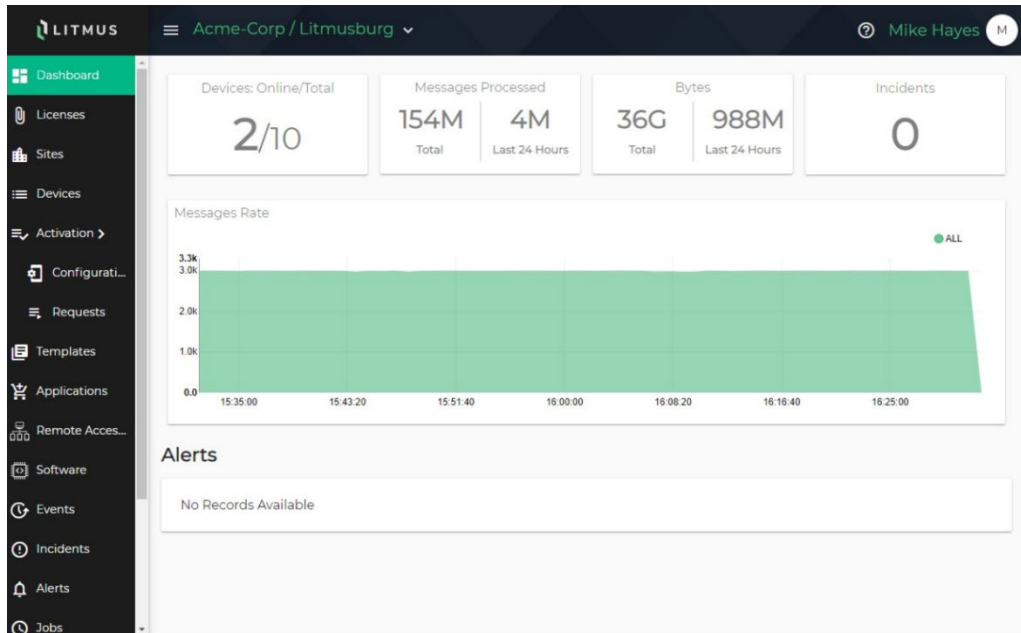 LITMUS
Acme-Corp / Litmusburg
Mike Hayes
M
Dashboard
Licenses
Sites
Devices
Activation
Configurati...
Requests
Templates
Applications
Remote Acces...
Software
Events
Incidents
Alerts
Jobs
Devices: Online/Total
2/10
Messages Processed
154M 4M
Total Last 24 Hours
Bytes
36G 988M
Total Last 24 Hours
Incidents
0
Messages Rate
ALL
3.3k
3.0k
2.0k
1.0k
0.0
15:35:00 15:43:20 15:51:40 16:00:00 16:08:20 16:16:40 16:25:00
Alerts
No Records Available